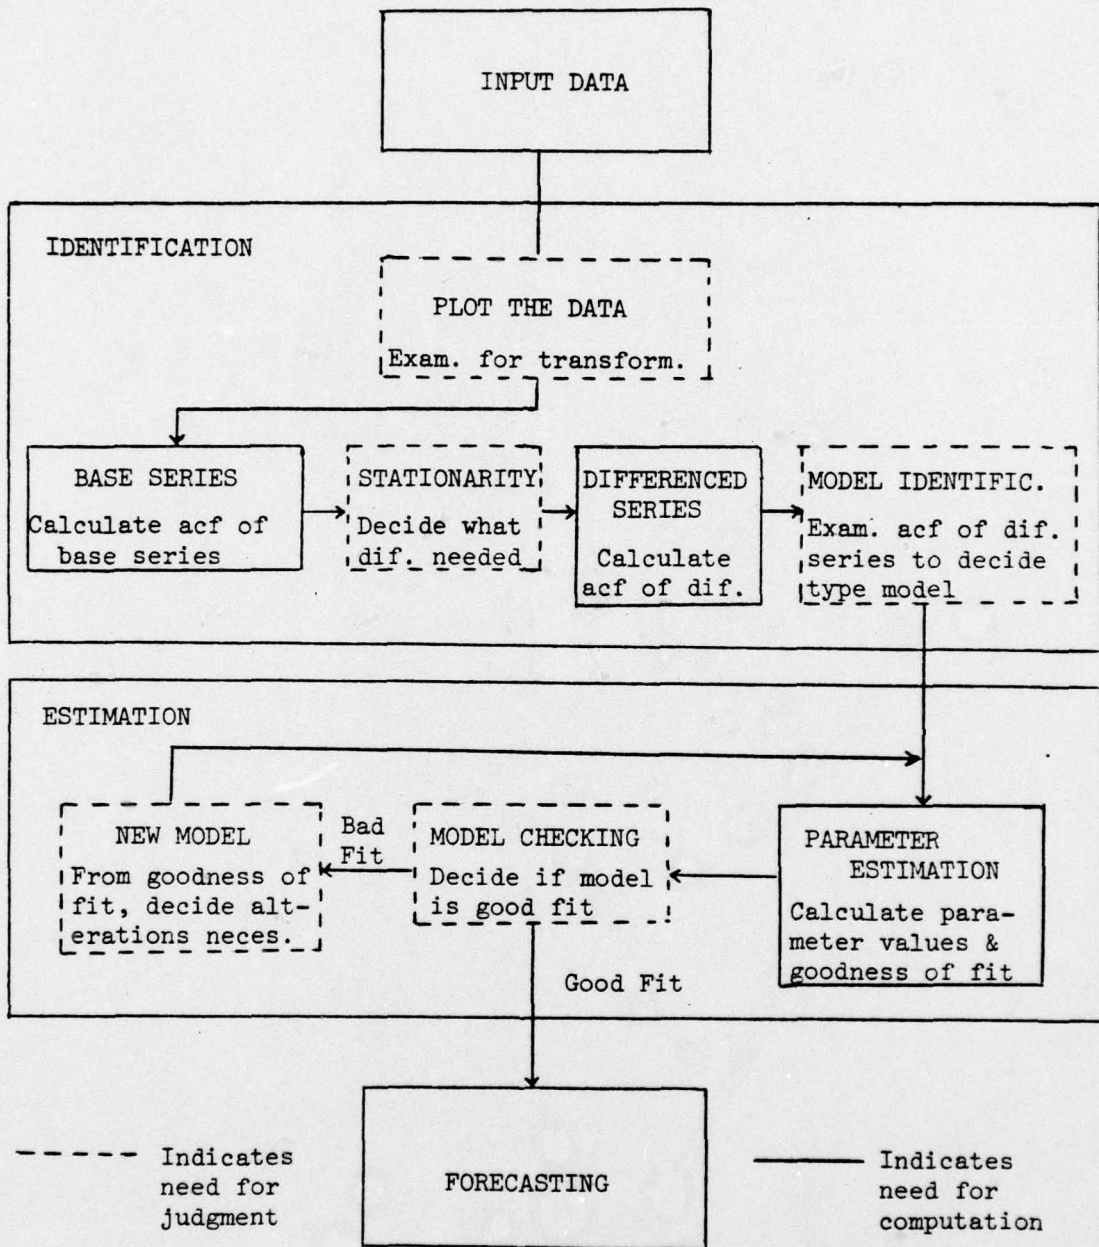 INPUT DATA
IDENTIFICATION
PLOT THE DATA
Exam. for transform.
BASE SERIES
Calculate acf of
base series
STATIONARITY
Decide what
dif. needed
DIFFERENCED
SERIES
Calculate
acf of dif.
MODEL IDENTIFIC.
Exam. acf of dif.
series to decide
type model
ESTIMATION
NEW MODEL
From goodness of
fit, decide alt-
erations neces.
Bad
Fit
MODEL CHECKING
Decide if model
is good fit
PARAMETER
ESTIMATION
Calculate para-
meter values &
goodness of fit
Good Fit
FORECASTING
Indicates
need for
judgment
Indicates
need for
computation